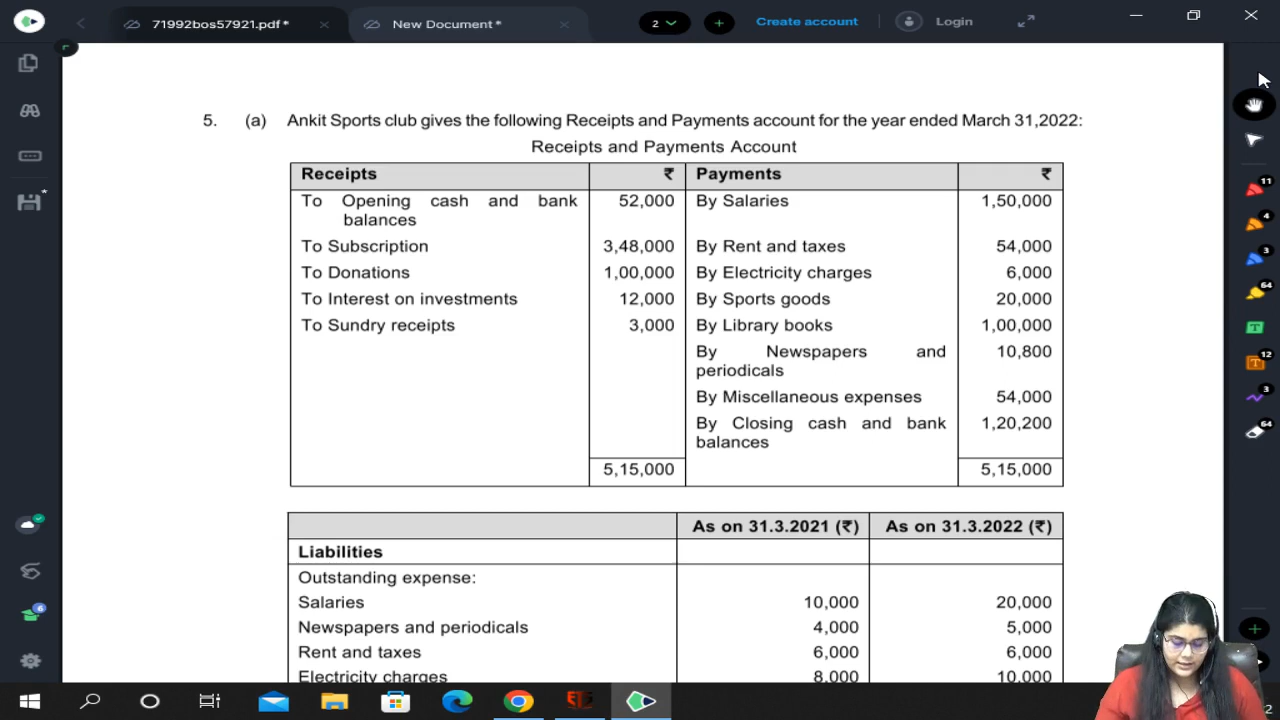 71992bos57921.pdf *
New Document *
2
Create account
Login
5. (a) Ankit Sports club gives the following Receipts and Payments account for the year ended March 31,2022:
Receipts and Payments Account
Receipts ₹ Payments ₹
To Opening cash and bank balances 52,000 By Salaries 1,50,000
To Subscription 3,48,000 By Rent and taxes 54,000
To Donations 1,00,000 By Electricity charges 6,000
To Interest on investments 12,000 By Sports goods 20,000
To Sundry receipts 3,000 By Library books 1,00,000
By Newspapers and periodicals 10,800
By Miscellaneous expenses 54,000
By Closing cash and bank balances 1,20,200
5,15,000 5,15,000
As on 31.3.2021 (₹) As on 31.3.2022 (₹)
Liabilities
Outstanding expense:
Salaries 10,000 20,000
Newspapers and periodicals 4,000 5,000
Rent and taxes 6,000 6,000
Electricity charges 8,000 10,000
11
4
3
64
T
T 12
3
64
6